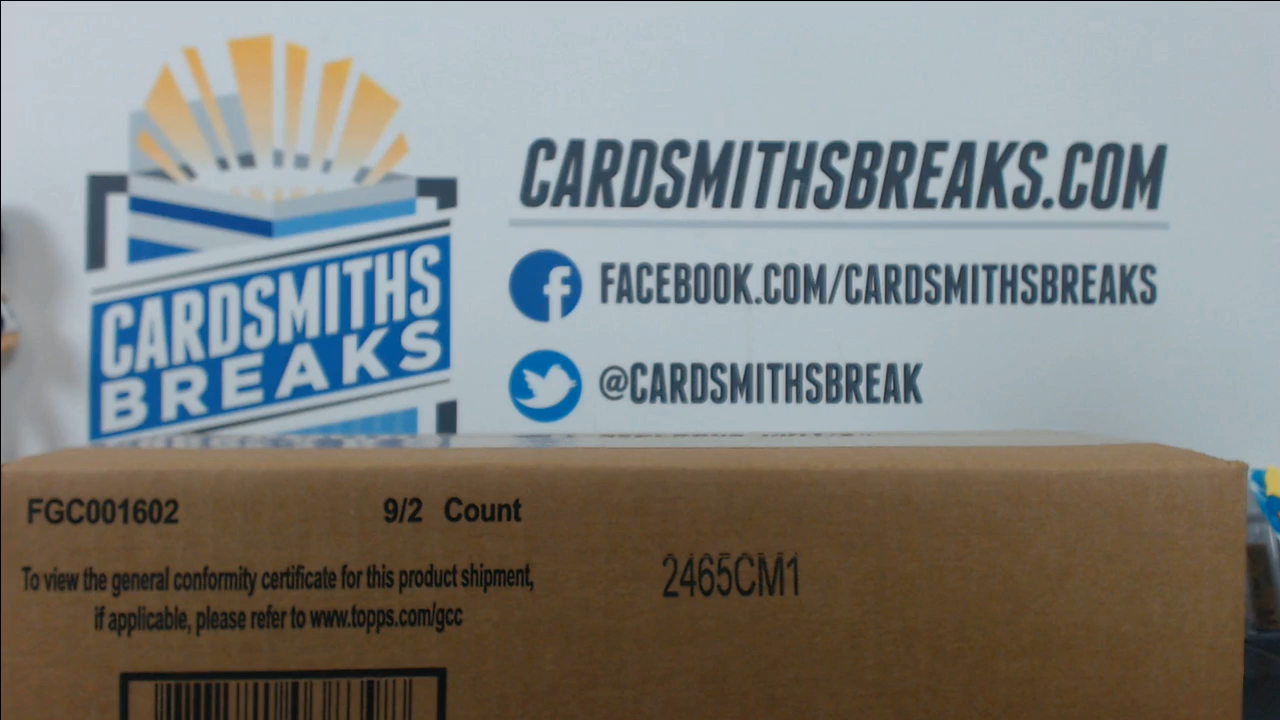 CARDSMITHSBREAKS.COM
FACEBOOK.COM/CARDSMITHSBREAKS
@CARDSMITHSBREAK
CARDSMITHS
BREAKS
FGC001602 9/2 Count
2465CM1
To view the general conformity certificate for this product shipment,
if applicable, please refer to www.topps.com/gcc